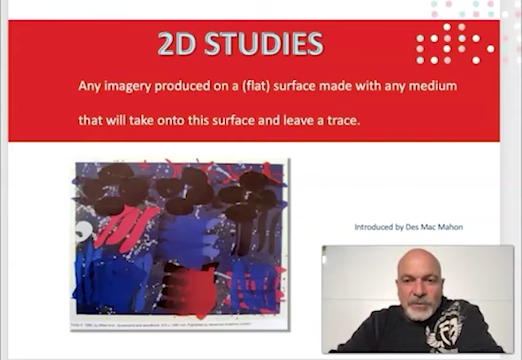 2D STUDIES
Any imagery produced on a (flat) surface made with any medium
that will take onto this surface and leave a trace.
Introduced by Des Mac Mahon